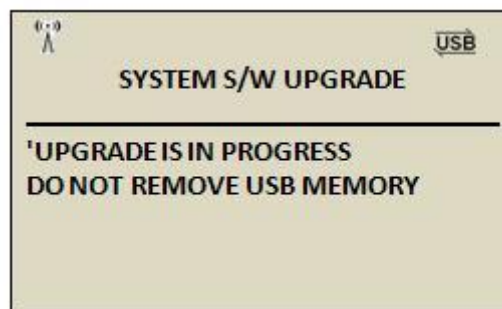 USB
SYSTEM S/W UPGRADE
'UPGRADE IS IN PROGRESS
DO NOT REMOVE USB MEMORY